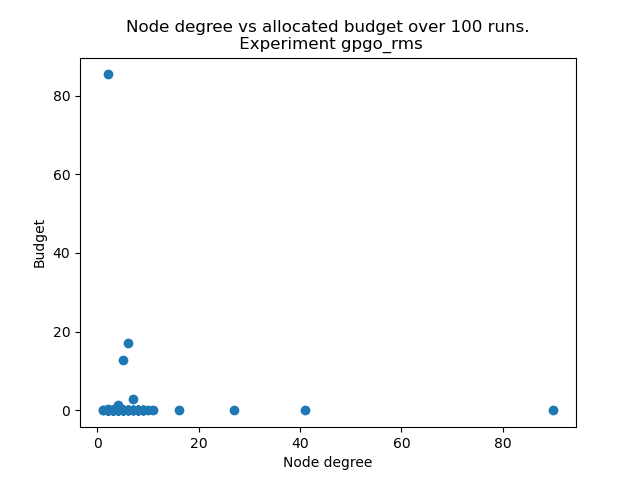 Node degree vs allocated budget over 100 runs.
Experiment gpgo_rms
80
60
40
20
0
Budget
0 20 40 60 80
Node degree